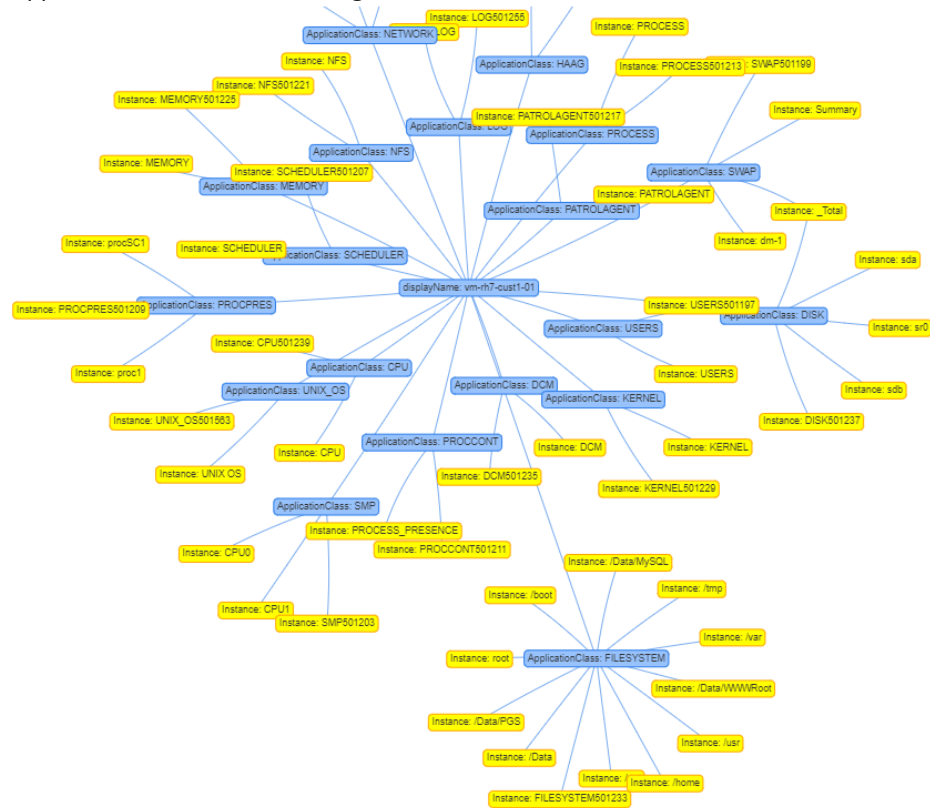 Instance: LOG501255
LOG
ApplicationClass: NETWORK
Instance: PROCESS
Instance: NFS
ApplicationClass: HAAG
Instance: PROCESS501213
SWAP501199
Instance: NFS501221
Instance: MEMORY501225
Instance: PATROLAGENT501217
Instance: Summary
ApplicationClass: LOG
ApplicationClass: PROCESS
ApplicationClass: NFS
Instance: MEMORY
Instance: SCHEDULER501207
ApplicationClass: SWAP
ApplicationClass: MEMORY
Instance: PATROLAGENT
ApplicationClass: PATROLAGENT
Instance: _Total
Instance: procSC1
Instance: SCHEDULER
ApplicationClass: SCHEDULER
Instance: dm-1
Instance: sda
displayName: vm-rh7-cust1-01
Instance: PROCPRES501209
ApplicationClass: PROCPRES
Instance: USERS501197
ApplicationClass: DISK
Instance: sr0
ApplicationClass: USERS
Instance: CPU501239
ApplicationClass: CPU
Instance: proc1
Instance: USERS
ApplicationClass: UNIX_OS
ApplicationClass: DCM
Instance: sdb
ApplicationClass: KERNEL
Instance: UNIX_OS501563
Instance: DISK501237
ApplicationClass: PROCCONT
Instance: DCM
Instance: KERNEL
Instance: CPU
Instance: UNIX OS
Instance: DCM501235
Instance: KERNEL501229
ApplicationClass: SMP
Instance: PROCESS_PRESENCE
Instance: CPU0
Instance: PROCCONT501211
Instance: /Data/MySQL
Instance: /tmp
Instance: /boot
Instance: CPU1
Instance: SMP501203
Instance: /var
Instance: root
ApplicationClass: FILESYSTEM
Instance: /Data/WWWRoot
Instance: /Data/PGS
Instance: /usr
Instance: /Data
Instance: /
Instance: /home
Instance: FILESYSTEM501233